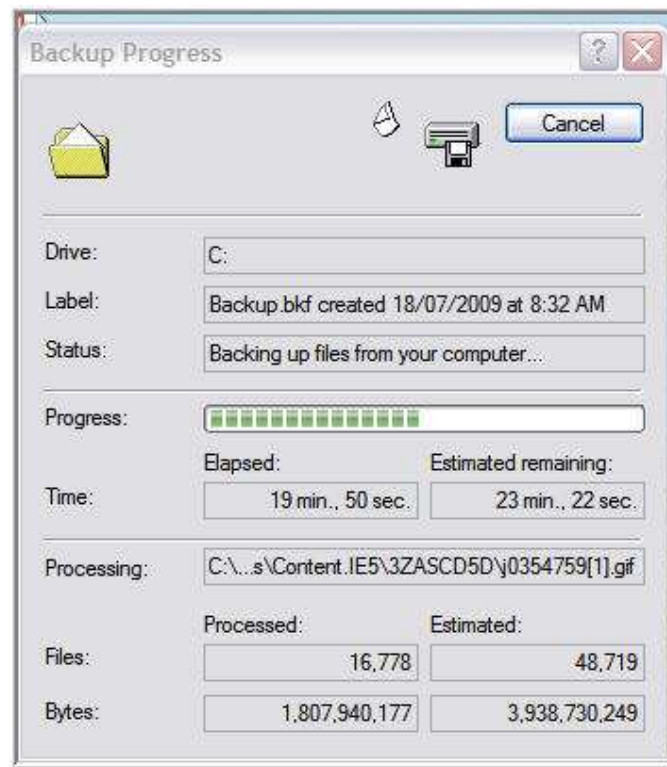 Backup Progress
Cancel
Drive: C:
Label: Backup.bkf created 18/07/2009 at 8:32 AM
Status: Backing up files from your computer...
Progress:
Elapsed: Estimated remaining:
Time: 19 min., 50 sec. 23 min., 22 sec.
Processing: C:\...s\Content.IE5\3ZASCD5D\j0354759[1].gif
Processed: Estimated:
Files: 16,778 48,719
Bytes: 1,807,940,177 3,938,730,249